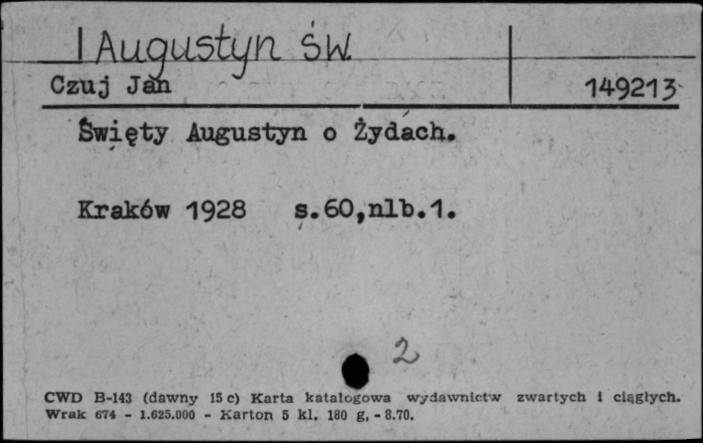 Augustyn św.
Czuj Jan 149213
Święty Augustyn o Żydach.
Kraków 1928 s.60,nlb.1.
2
CWD B-143 (dawny 15 c) Karta katalogowa wydawnictw zwartych i ciągłych.
Wrak 674 - 1.625.000 - Karton 5 kl. 180 g, - 8.70.